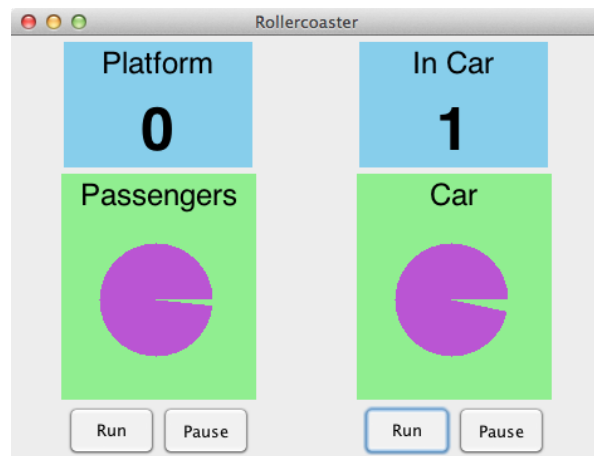 Rollercoaster
Platform
0
In Car
1
Passengers
Car
Run
Pause
Run
Pause